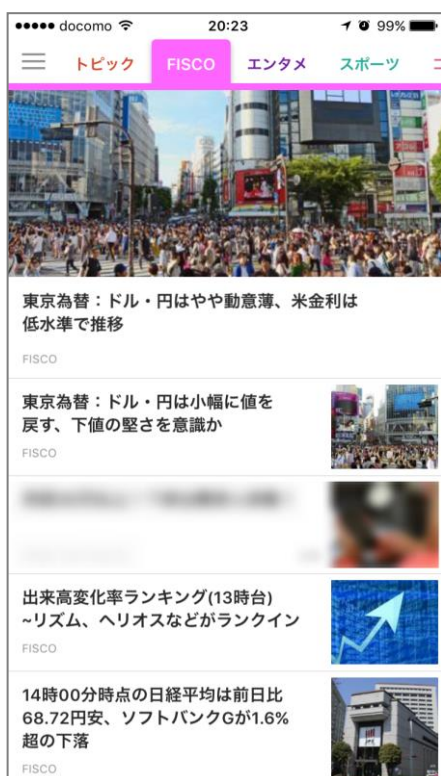 docomo 20:23 99%
トピック FISCO エンタメ スポーツ
東京為替：ドル・円はやや動意薄、米金利は
低水準で推移
FISCO
東京為替：ドル・円は小幅に値を
戻す、下値の堅さを意識か
FISCO
出来高変化率ランキング(13時台)
~リズム、ヘリオスなどがランクイン
FISCO
14時00分時点の日経平均は前日比
68.72円安、ソフトバンクGが1.6%
超の下落
FISCO